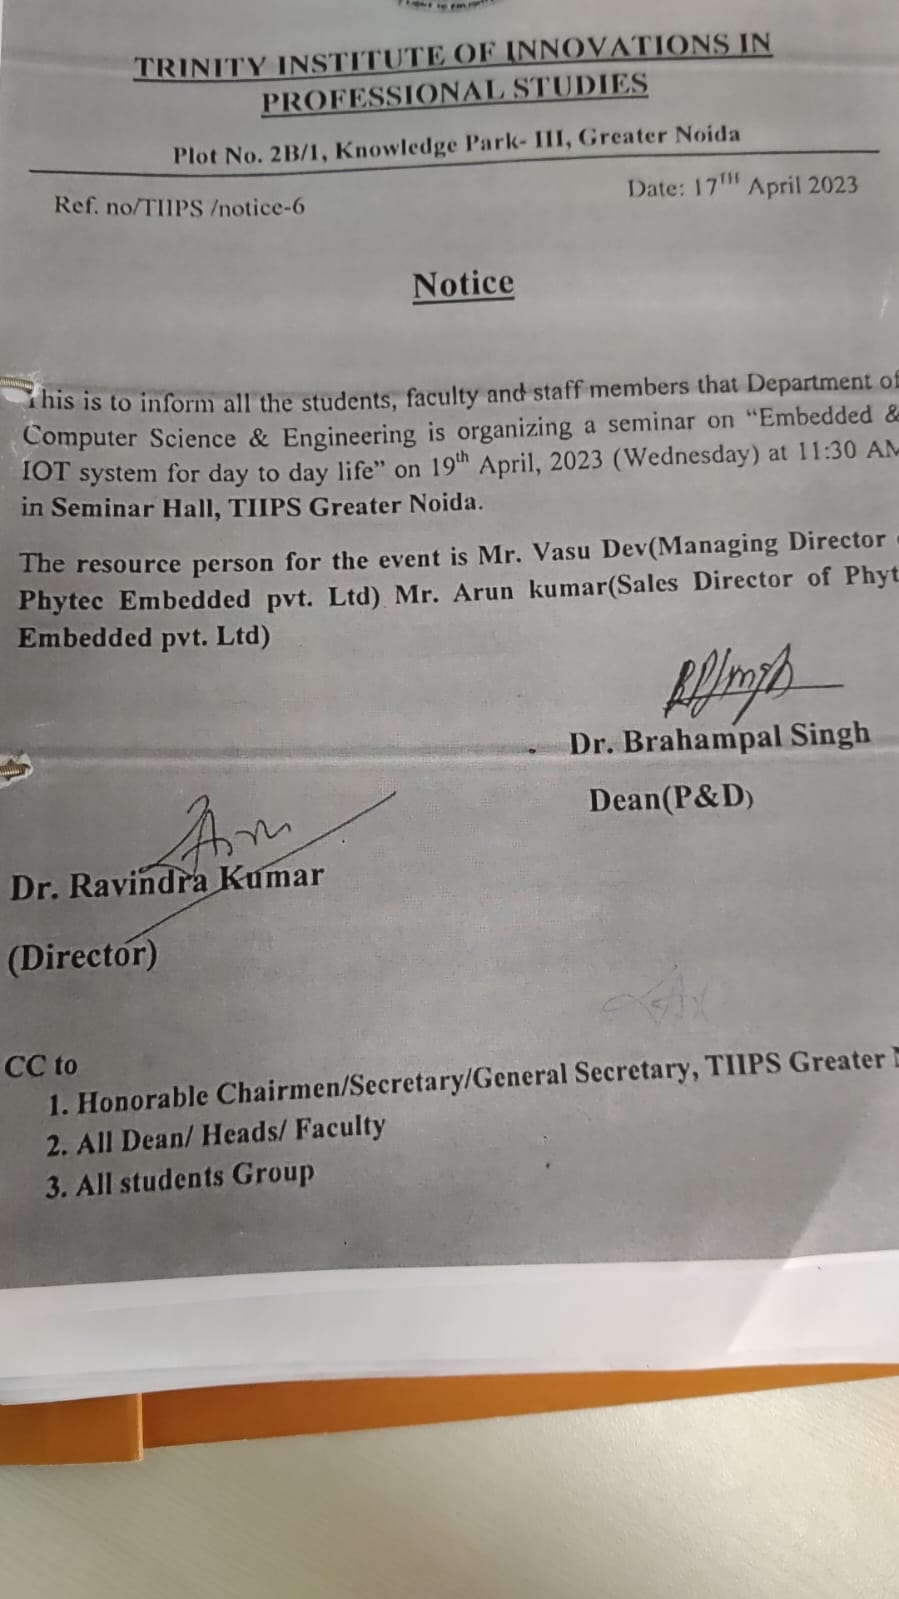 TRINITY INSTITUTE OF INNOVATIONS IN
PROFESSIONAL STUDIES
Plot No. 2B/1, Knowledge Park- III, Greater Noida
Ref. no/TIIPS /notice-6
Date: 17TH April 2023
Notice
This is to inform all the students, faculty and staff members that Department of
Computer Science & Engineering is organizing a seminar on “Embedded &
IOT system for day to day life” on 19th April, 2023 (Wednesday) at 11:30 AM
in Seminar Hall, TIIPS Greater Noida.
The resource person for the event is Mr. Vasu Dev(Managing Director
Phytec Embedded pvt. Ltd) Mr. Arun kumar(Sales Director of Phyt
Embedded pvt. Ltd)
Dr. Brahampal Singh
Dean(P&D)
Dr. Ravindra Kumar
(Director)
CC to
1. Honorable Chairmen/Secretary/General Secretary, TIIPS Greater
2. All Dean/ Heads/ Faculty
3. All students Group